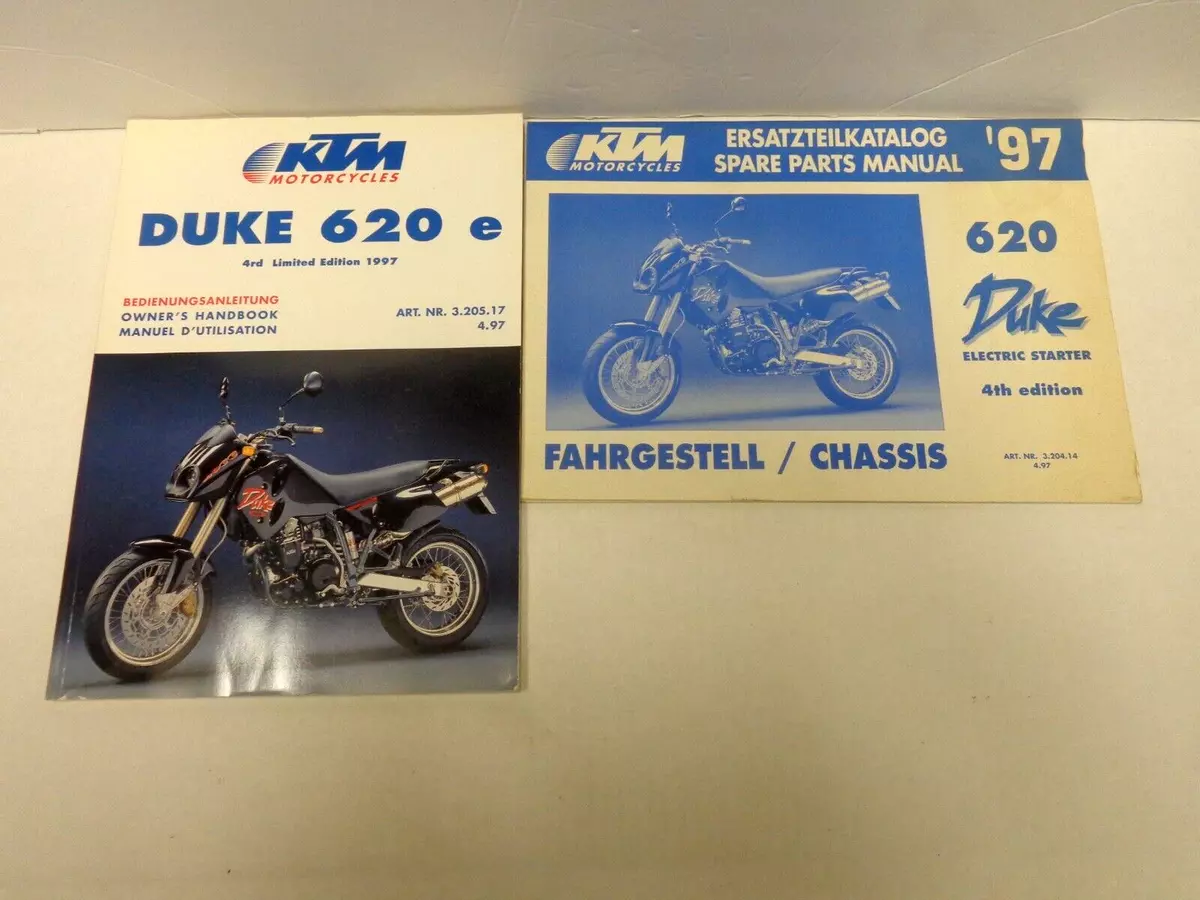 KTM
MOTORCYCLES
DUKE 620 e
4rd Limited Edition 1997
BEDIENUNGSANLEITUNG
OWNER'S HANDBOOK
MANUEL D'UTILISATION
ART. NR. 3.205.17
4.97
Duke
KTM
MOTORCYCLES
ERSATZTEILKATALOG
SPARE PARTS MANUAL
'97
620
Duke
ELECTRIC STARTER
4th edition
Duke
FAHRGESTELL / CHASSIS
ART. NR. 3.204.14
4.97